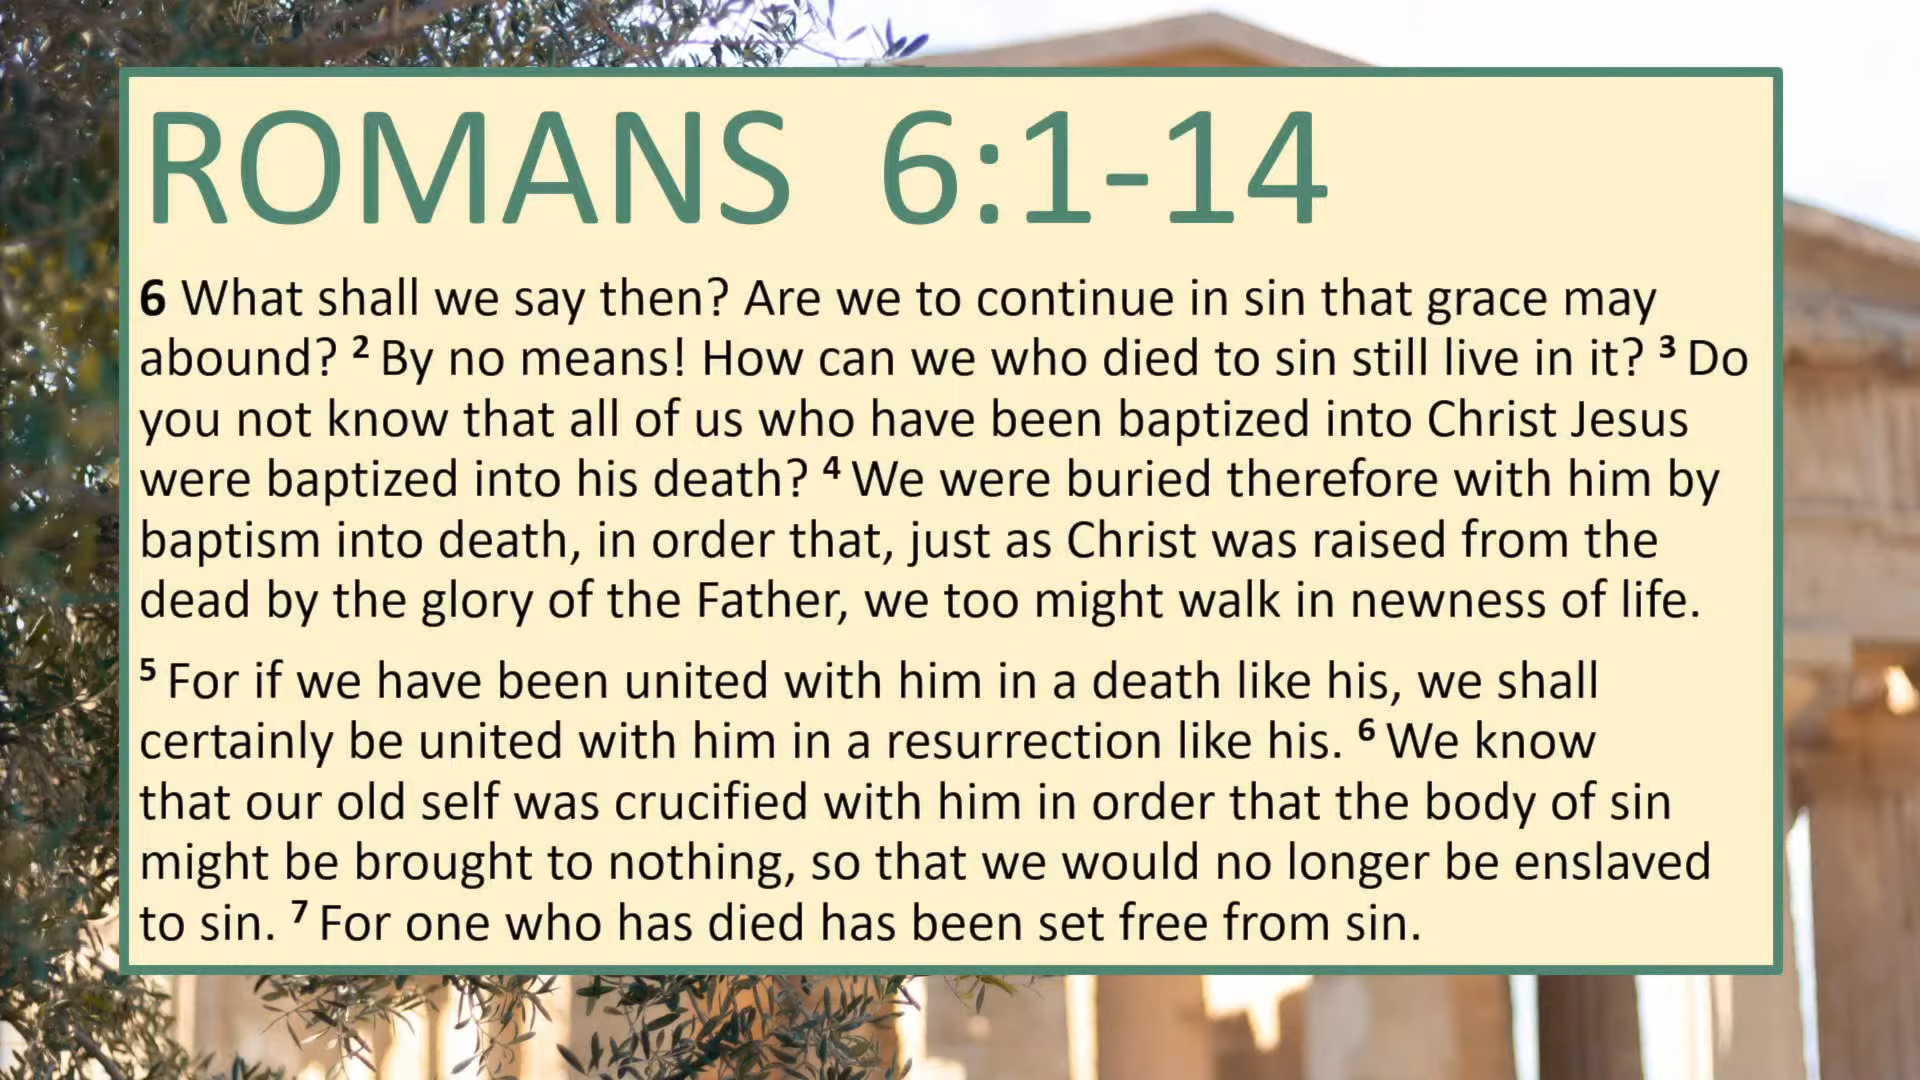 ROMANS 6:1-14
6 What shall we say then? Are we to continue in sin that grace may
abound? 2 By no means! How can we who died to sin still live in it? 3 Do
you not know that all of us who have been baptized into Christ Jesus
were baptized into his death? 4 We were buried therefore with him by
baptism into death, in order that, just as Christ was raised from the
dead by the glory of the Father, we too might walk in newness of life.
5 For if we have been united with him in a death like his, we shall
certainly be united with him in a resurrection like his. 6 We know
that our old self was crucified with him in order that the body of sin
might be brought to nothing, so that we would no longer be enslaved
to sin. 7 For one who has died has been set free from sin.